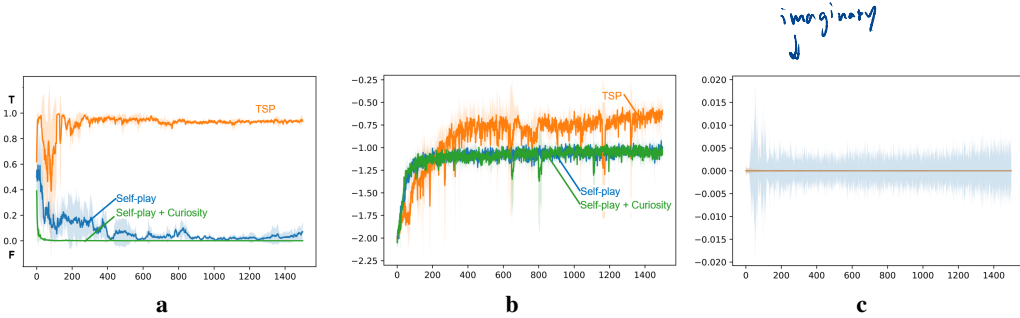 imaginary
T
1.0
0.8
0.6
0.4
0.2
0.0
F
TSP
Self-play
Self-play + Curiosity
0 200 400 600 800 1000 1200 1400
a
−0.25
−0.50
−0.75
−1.00
−1.25
−1.50
−1.75
−2.00
−2.25
TSP
Self-play
Self-play + Curiosity
0 200 400 600 800 1000 1200 1400
b
0.020
0.015
0.010
0.005
0.000
−0.005
−0.010
−0.015
−0.020
0 200 400 600 800 1000 1200 1400
c